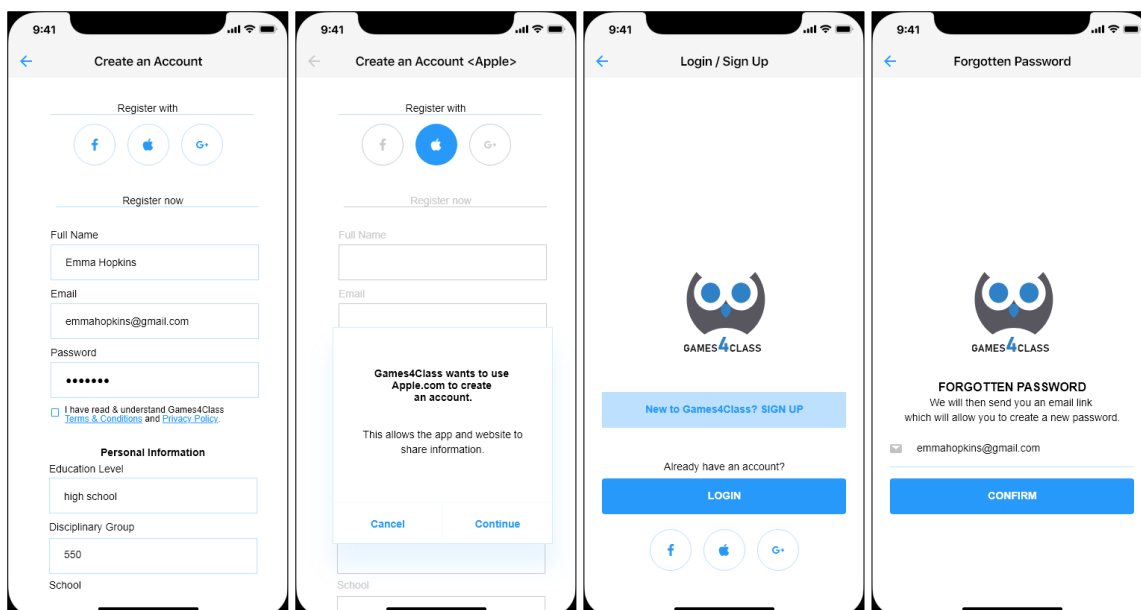 9:41
Create an Account
Register with
f
G+
Register now
Full Name
Emma Hopkins
Email
emmahopkins@gmail.com
Password
I have read & understand Games4Class
Terms & Conditions and Privacy Policy.
Personal Information
Education Level
high school
Disciplinary Group
550
School
9:41
Create an Account <Apple>
Register with
f
G+
Register now
Full Name
Email
Games4Class wants to use
Apple.com to create
an account.
This allows the app and website to
share information.
Cancel Continue
School
9:41
Login / Sign Up
GAMES4CLASS
New to Games4Class? SIGN UP
Already have an account?
LOGIN
f
G+
9:41
Forgotten Password
GAMES4CLASS
FORGOTTEN PASSWORD
We will then send you an email link
which will allow you to create a new password.
emmahopkins@gmail.com
CONFIRM